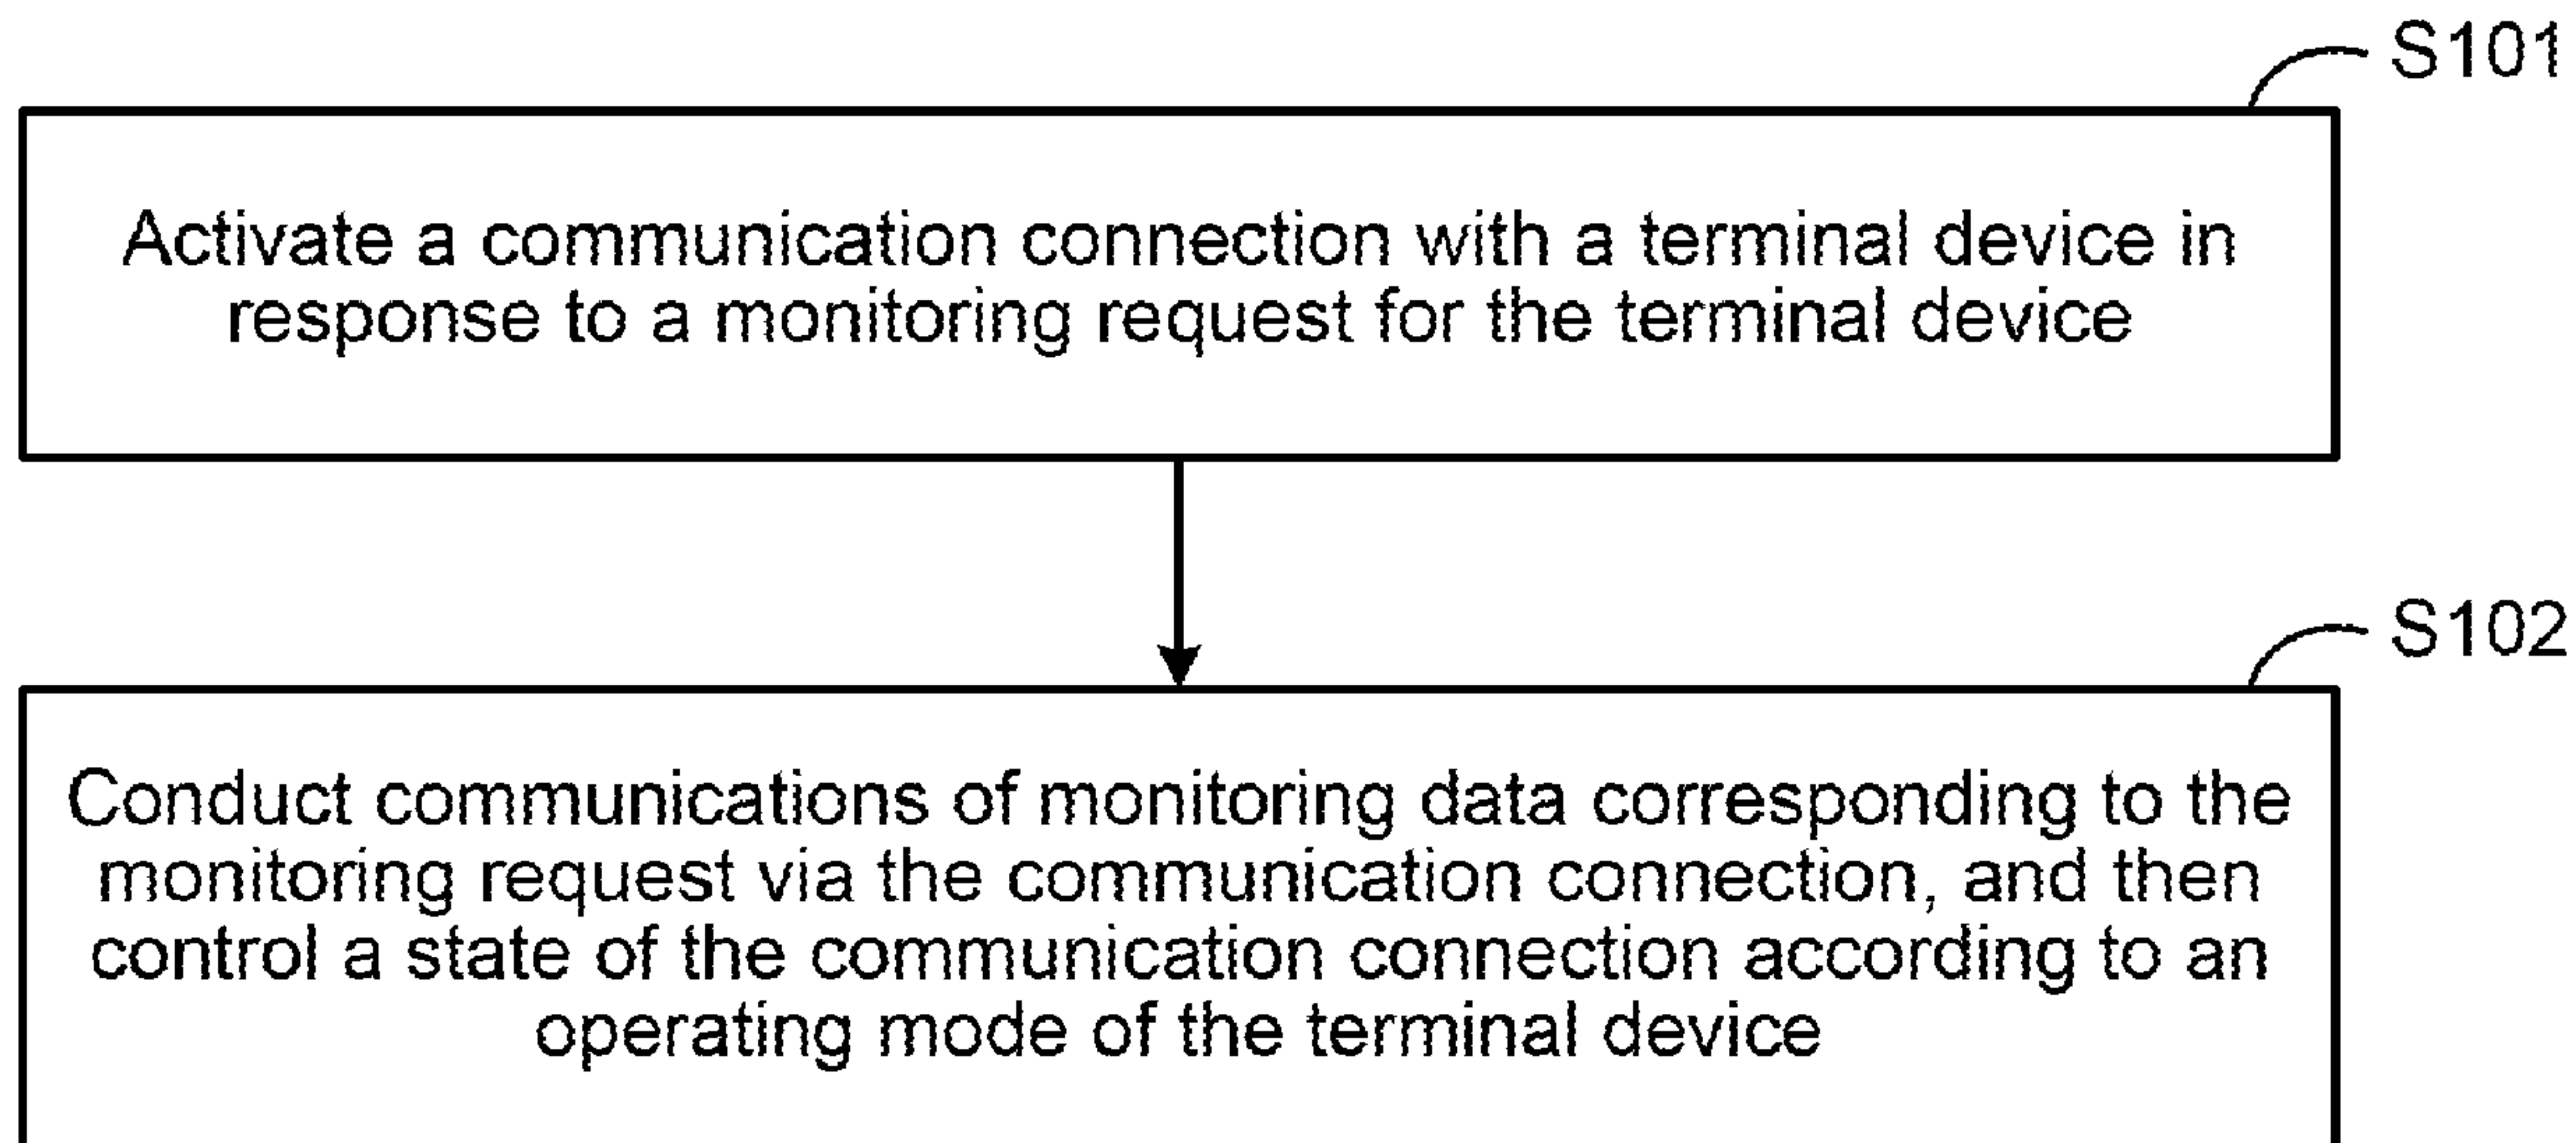 S101
Activate a communication connection with a terminal device in
response to a monitoring request for the terminal device
S102
Conduct communications of monitoring data corresponding to the
monitoring request via the communication connection, and then
control a state of the communication connection according to an
operating mode of the terminal device